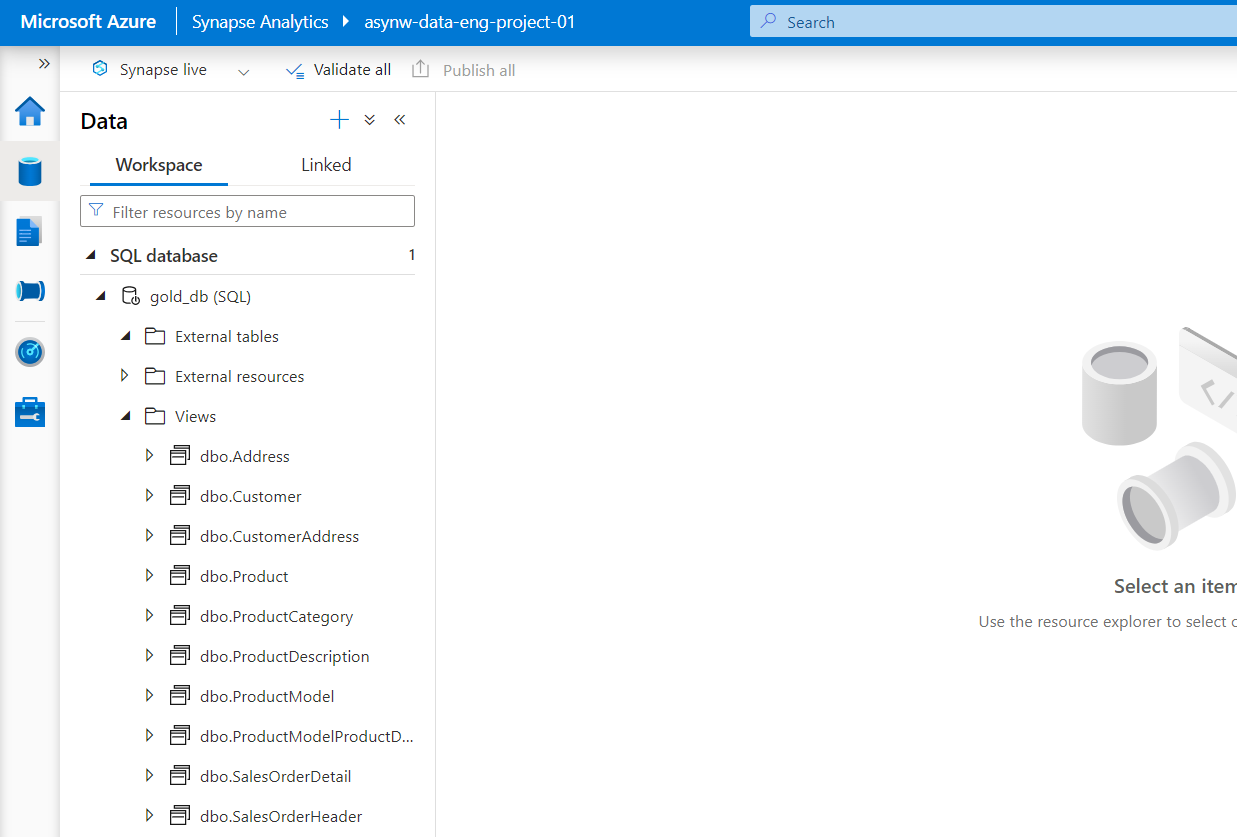 Microsoft Azure Synapse Analytics asynw-data-eng-project-01 Search
Synapse live Validate all Publish all
Data
Workspace Linked
Filter resources by name
SQL database 1
gold_db (SQL)
External tables
External resources
Views
dbo.Address
dbo.Customer
dbo.CustomerAddress
dbo.Product
dbo.ProductCategory
dbo.ProductDescription
dbo.ProductModel
dbo.ProductModelProductD...
dbo.SalesOrderDetail
dbo.SalesOrderHeader
Select an item
Use the resource explorer to select